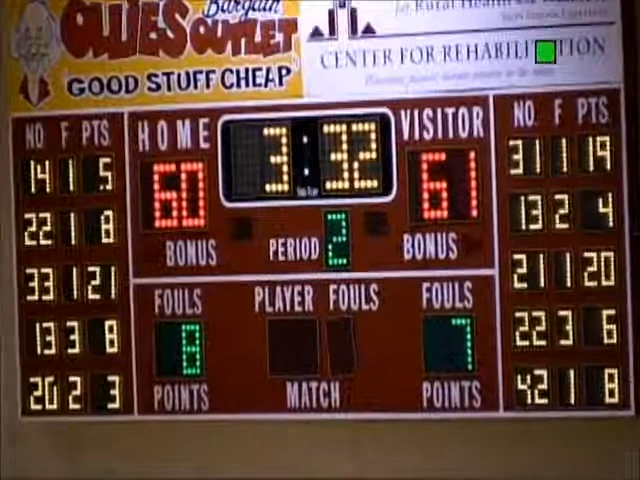 Bargain
OLLIE'S OUTLET
"GOOD STUFF CHEAP"
for Rural Health
CENTER FOR REHABILI TION
NO F PTS
HOME
3:32
VISITOR
NO. F PTS.
14 1 5
60
61
31 1 19
22 1 8
BONUS
PERIOD 2
BONUS
13 2 4
33 1 21
FOULS
PLAYER FOULS
FOULS
21 1 20
13 3 8
8
7
22 3 6
20 2 3
POINTS
MATCH
POINTS
42 1 8